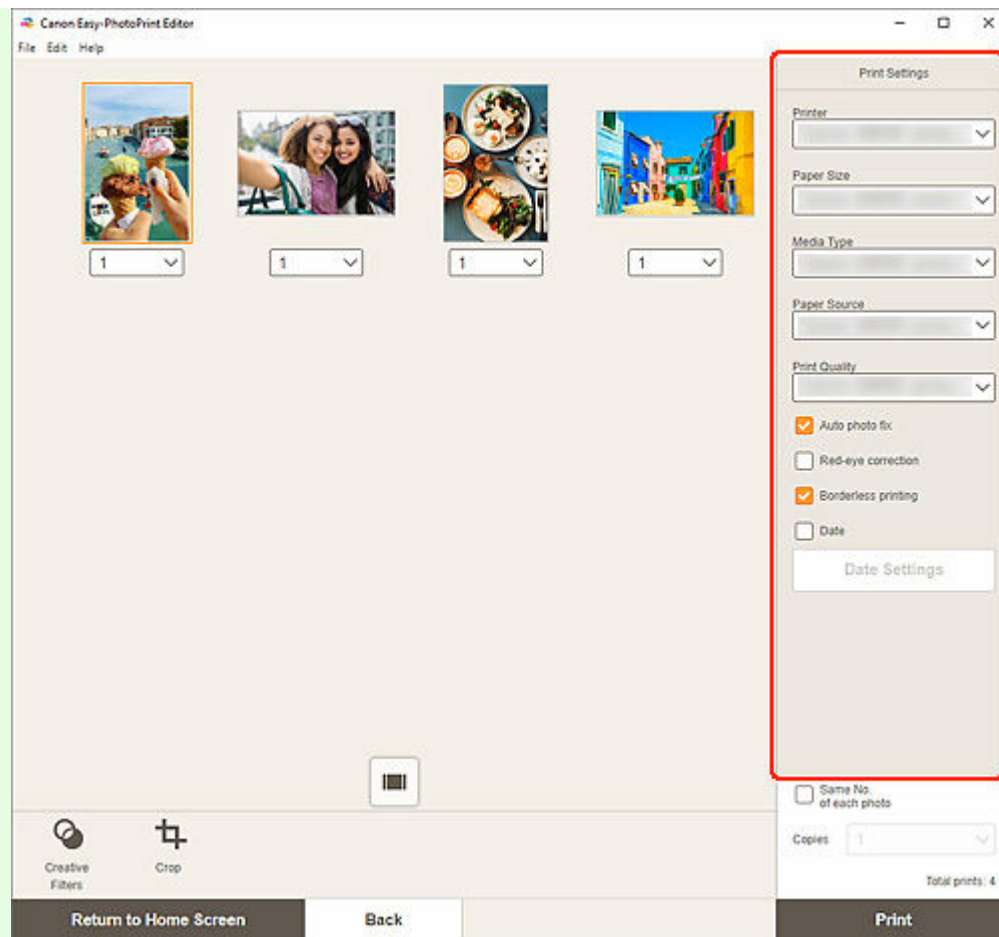 Canon Easy-PhotoPrint Editor
File Edit Help
Print Settings
Printer
Paper Size
1
1
1
1
Media Type
Paper Source
Print Quality
Auto photo fix
Red-eye correction
Borderless printing
Date
Date Settings
Same No.
of each photo
Copies 1
Creative
Filters
Crop
Total prints: 4
Return to Home Screen
Back
Print